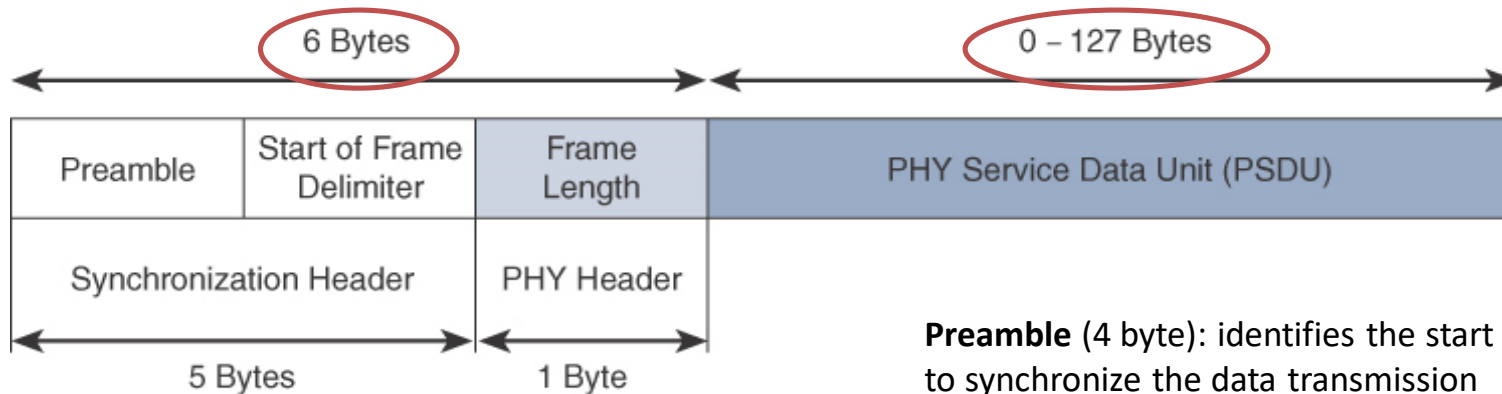 6 Bytes
0 – 127 Bytes
Preamble
Start of Frame
Delimiter
Frame
Length
PHY Service Data Unit (PSDU)
Synchronization Header
PHY Header
5 Bytes
1 Byte
Preamble (4 byte): identifies the start
to synchronize the data transmission